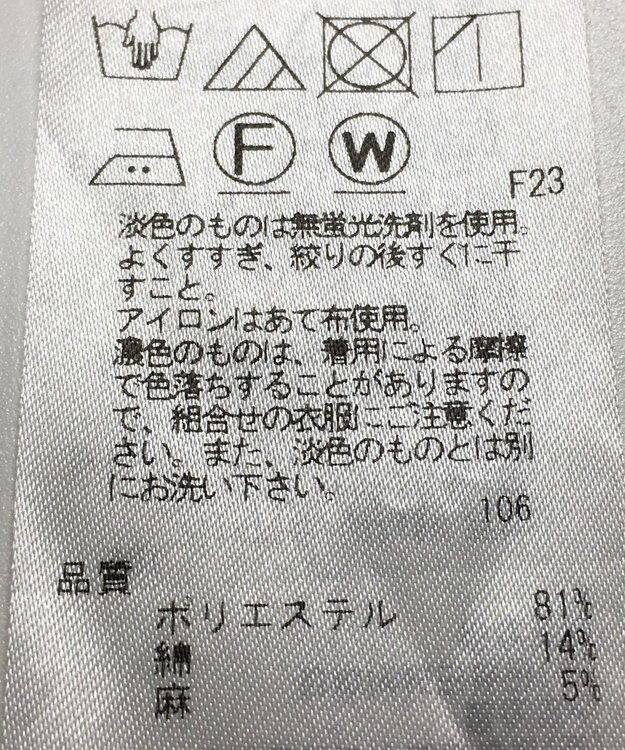 F W
F23
淡色のものは無蛍光洗剤を使用。
よくすすぎ、絞りの後すぐに干
すこと。
アイロンはあて布使用。
濃色のものは、着用による摩擦
で色落ちすることがありますの
で、組合せの衣服にご注意くだ
さい。また、淡色のものとは別
にお洗い下さい。
106
品質
ポリエステル 81%
綿 14%
麻 5%